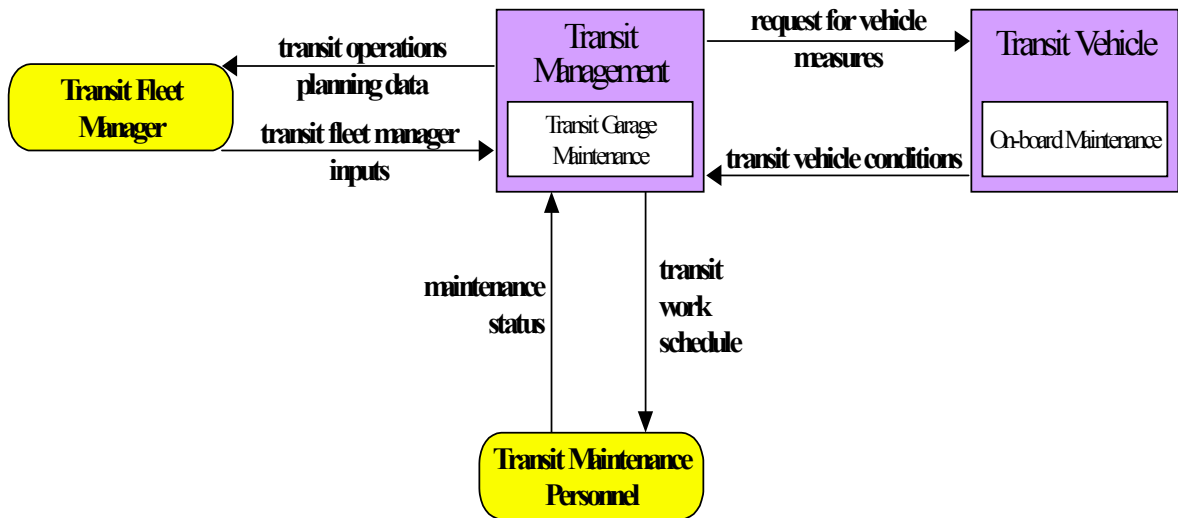 transit operations
planning data
Transit Fleet
Manager
transit fleet manager
inputs
Transit
Management
Transit Garage
Maintenance
request for vehicle
measures
transit vehicle conditions
Transit Vehicle
On-board Maintenance
maintenance
status
transit
work
schedule
Transit Maintenance
Personnel